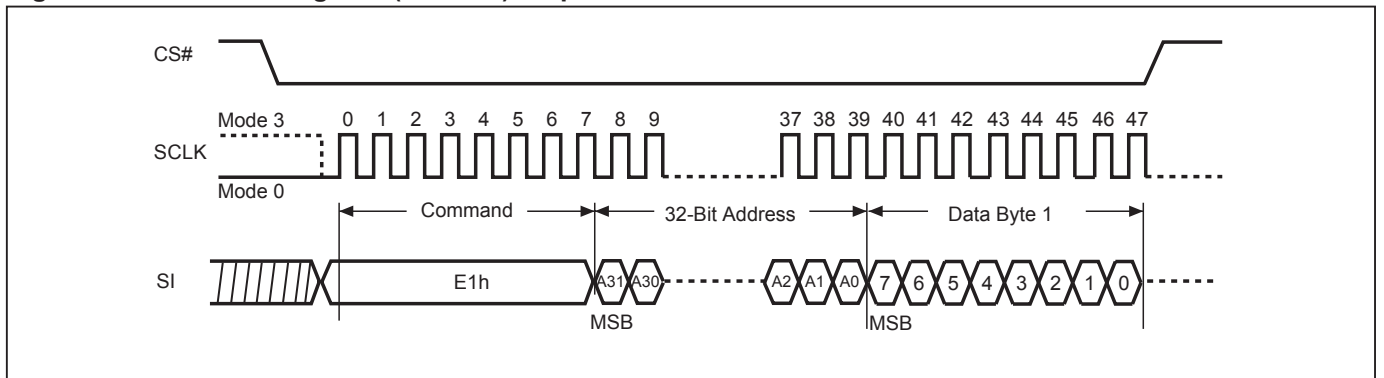 CS#
Mode 3
0 1 2 3 4 5 6 7 8 9 37 38 39 40 41 42 43 44 45 46 47
SCLK
Mode 0
Command 32-Bit Address Data Byte 1
SI E1h A31 A30 A2 A1 A0 7 6 5 4 3 2 1 0
MSB MSB